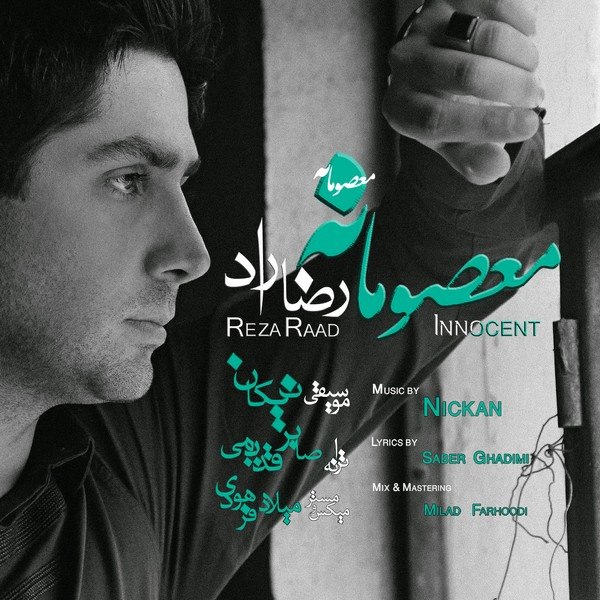 معصومانه
معصومانه
رضا راد
REZA RAAD
INNOCENT
موسیقی نیکان
MUSIC BY NICKAN
ترانه صابر قدیمی
LYRICS BY SABER GHADIMI
میکس و مستر میلاد فرهودی
MIX & MASTERING MILAD FARHOODI